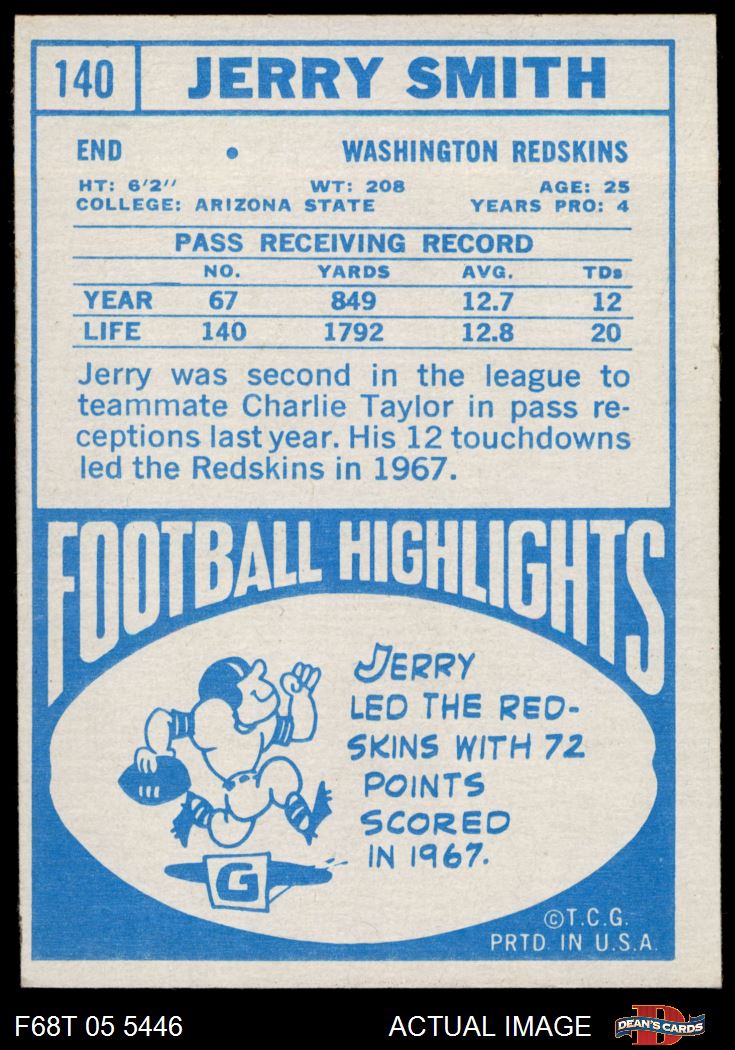 140 JERRY SMITH
END • WASHINGTON REDSKINS
HT: 6'2" WT: 208 AGE: 25
COLLEGE: ARIZONA STATE YEARS PRO: 4
PASS RECEIVING RECORD
NO. YARDS AVG. TDs
YEAR 67 849 12.7 12
LIFE 140 1792 12.8 20
Jerry was second in the league to
teammate Charlie Taylor in pass re-
ceptions last year. His 12 touchdowns
led the Redskins in 1967.
FOOTBALL HIGHLIGHTS
JERRY
LED THE RED-
SKINS WITH 72
POINTS
SCORED
IN 1967.
G
©T.C.G.
PRTD. IN U.S.A.
F68T 05 5446 ACTUAL IMAGE D DEAN'S CARDS